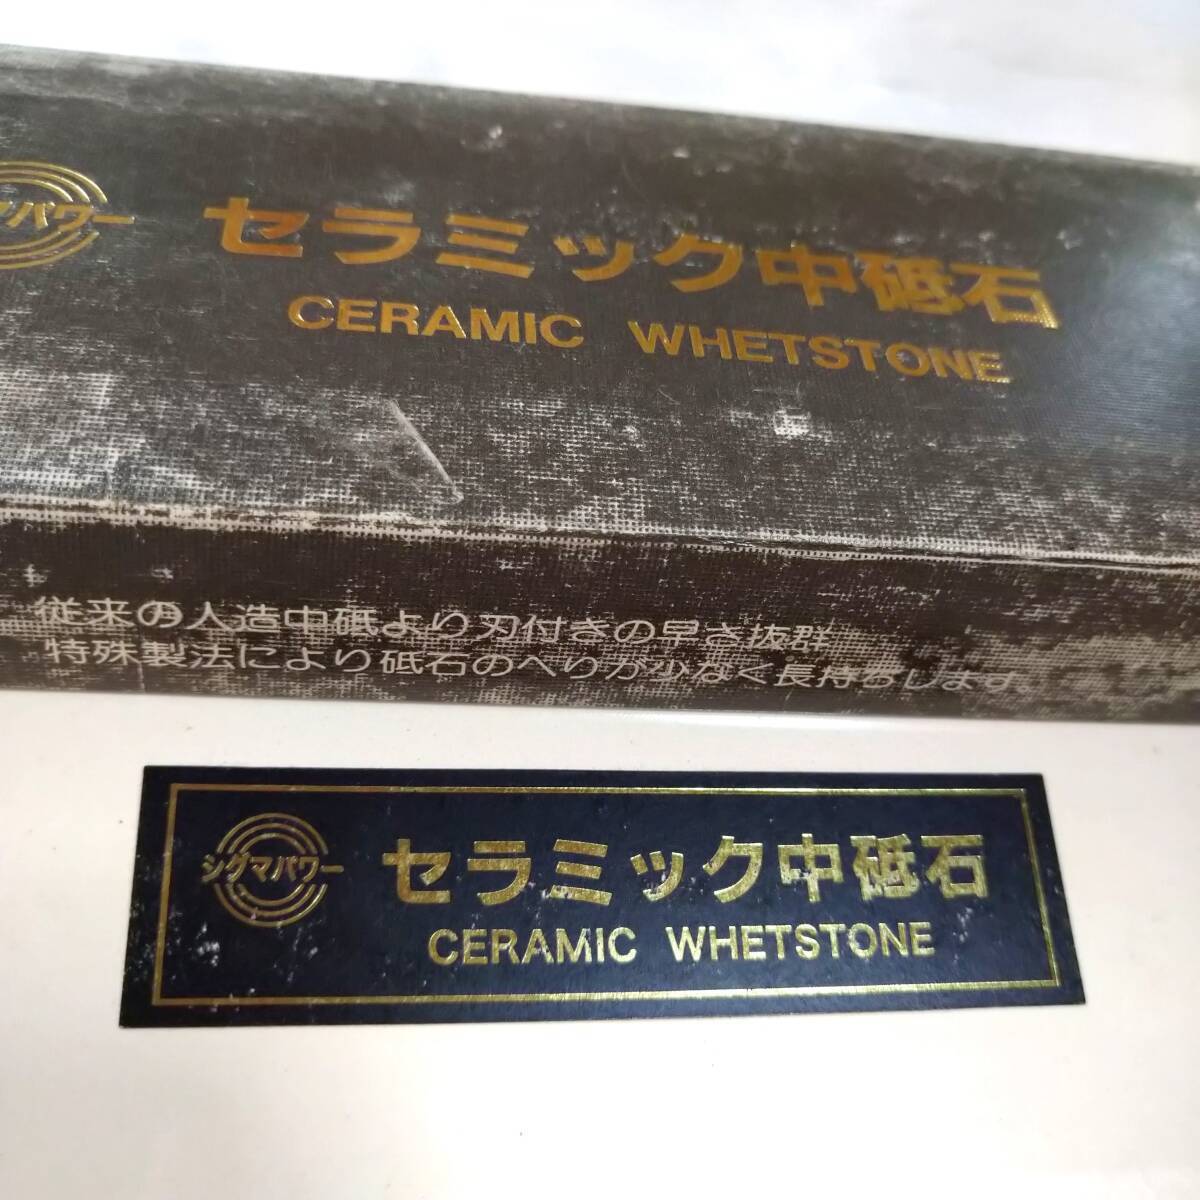 マパワー
セラミック中砥石
CERAMIC WHETSTONE
従来の人造中砥より刃付きの早さ抜群
特殊製法により砥石のへりが少なく長持ちします。
シグマパワー
セラミック中砥石
CERAMIC WHETSTONE